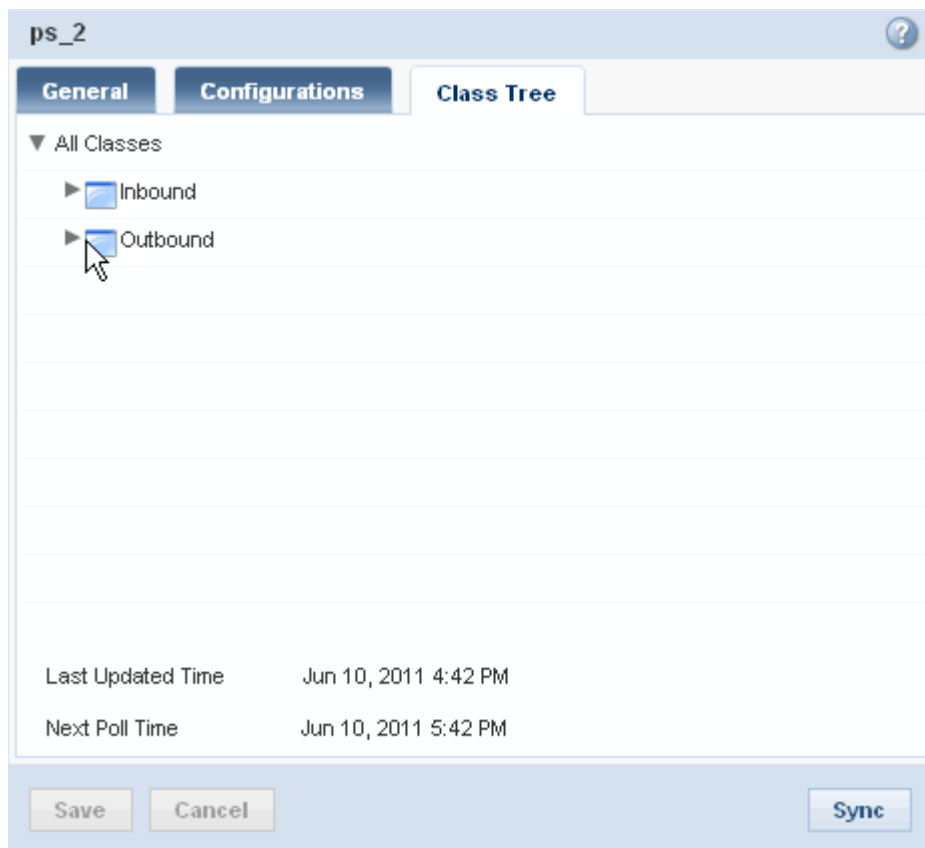 ps_2
?
General Configurations Class Tree
All Classes
Inbound
Outbound
Last Updated Time Jun 10, 2011 4:42 PM
Next Poll Time Jun 10, 2011 5:42 PM
Save Cancel Sync